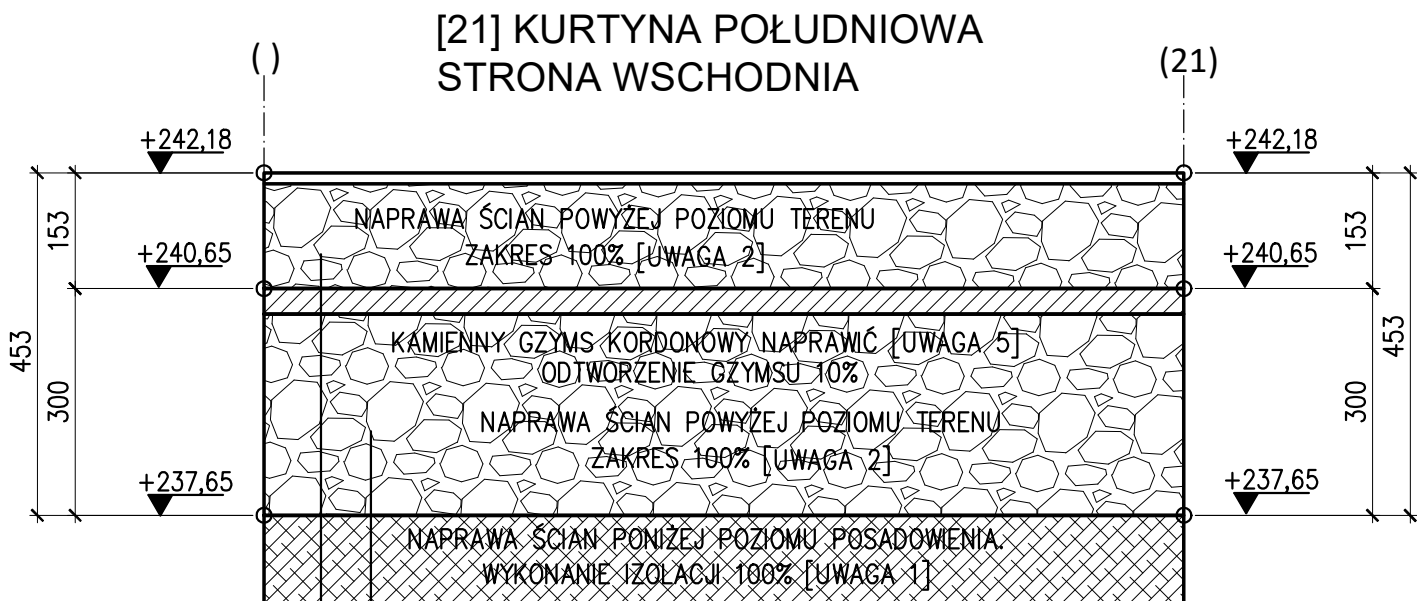 [21] KURTYNA POŁUDNIOWA
STRONA WSCHODNIA
( )
(21)
+242,18
+242,18
153
153
+240,65
+240,65
NAPRAWA ŚCIAN POWYŻEJ POZIOMU TERENU
ZAKRES 100% [UWAGA 2]
453
453
300
300
KAMIENNY GZYMS KORDONOWY NAPRAWIĆ [UWAGA 5]
ODTWORZENIE GZYMSU 10%
NAPRAWA ŚCIAN POWYŻEJ POZIOMU TERENU
ZAKRES 100% [UWAGA 2]
+237,65
+237,65
NAPRAWA ŚCIAN PONIŻEJ POZIOMU POSADOWIENIA.
WYKONANIE IZOLACJI 100% [UWAGA 1]